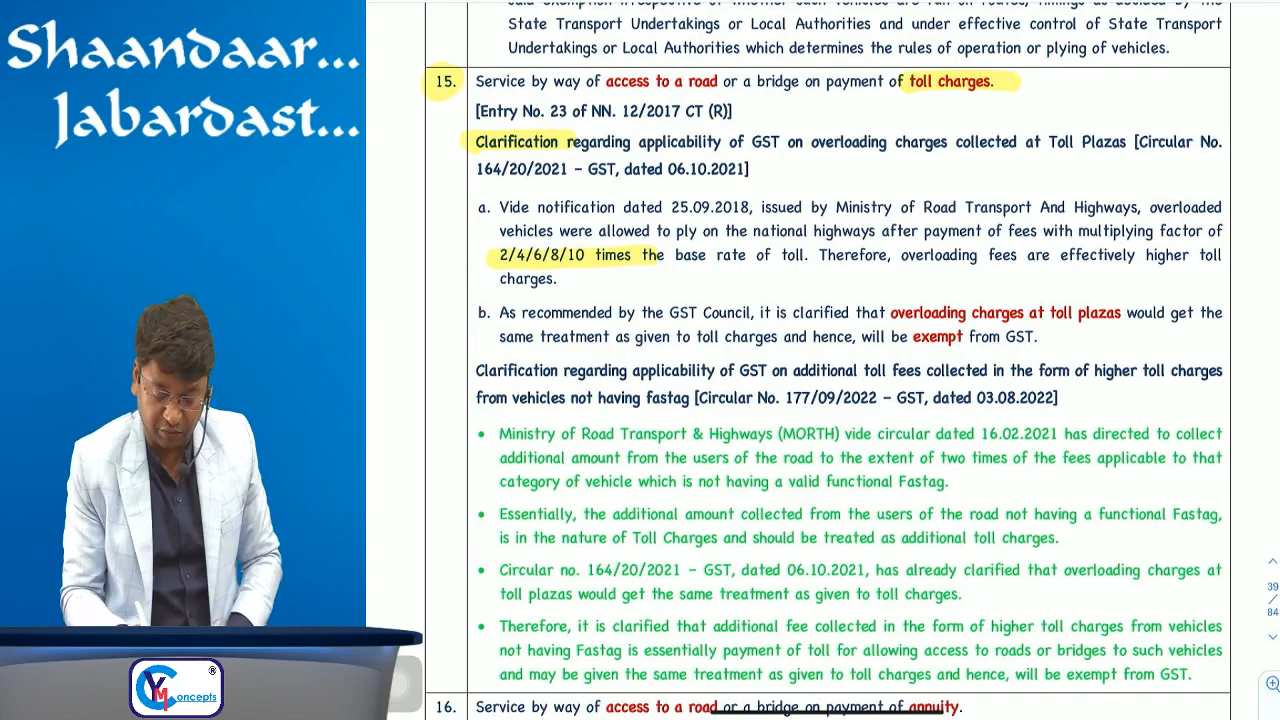 Shaandaar...
Jabardast...
State Transport Undertakings or Local Authorities and under effective control of State Transport
Undertakings or Local Authorities which determines the rules of operation or plying of vehicles.
15. Service by way of access to a road or a bridge on payment of toll charges.
[Entry No. 23 of NN. 12/2017 CT (R)]
Clarification regarding applicability of GST on overloading charges collected at Toll Plazas [Circular No.
164/20/2021 – GST, dated 06.10.2021]
a. Vide notification dated 25.09.2018, issued by Ministry of Road Transport And Highways, overloaded
vehicles were allowed to ply on the national highways after payment of fees with multiplying factor of
2/4/6/8/10 times the base rate of toll. Therefore, overloading fees are effectively higher toll
charges.
b. As recommended by the GST Council, it is clarified that overloading charges at toll plazas would get the
same treatment as given to toll charges and hence, will be exempt from GST.
Clarification regarding applicability of GST on additional toll fees collected in the form of higher toll charges
from vehicles not having fastag [Circular No. 177/09/2022 – GST, dated 03.08.2022]
• Ministry of Road Transport & Highways (MORTH) vide circular dated 16.02.2021 has directed to collect
additional amount from the users of the road to the extent of two times of the fees applicable to that
category of vehicle which is not having a valid functional Fastag.
• Essentially, the additional amount collected from the users of the road not having a functional Fastag,
is in the nature of Toll Charges and should be treated as additional toll charges.
• Circular no. 164/20/2021 – GST, dated 06.10.2021, has already clarified that overloading charges at
toll plazas would get the same treatment as given to toll charges.
• Therefore, it is clarified that additional fee collected in the form of higher toll charges from vehicles
not having Fastag is essentially payment of toll for allowing access to roads or bridges to such vehicles
and may be given the same treatment as given to toll charges and hence, will be exempt from GST.
16. Service by way of access to a road or a bridge on payment of annuity.
39
/
84
YM Concepts ®